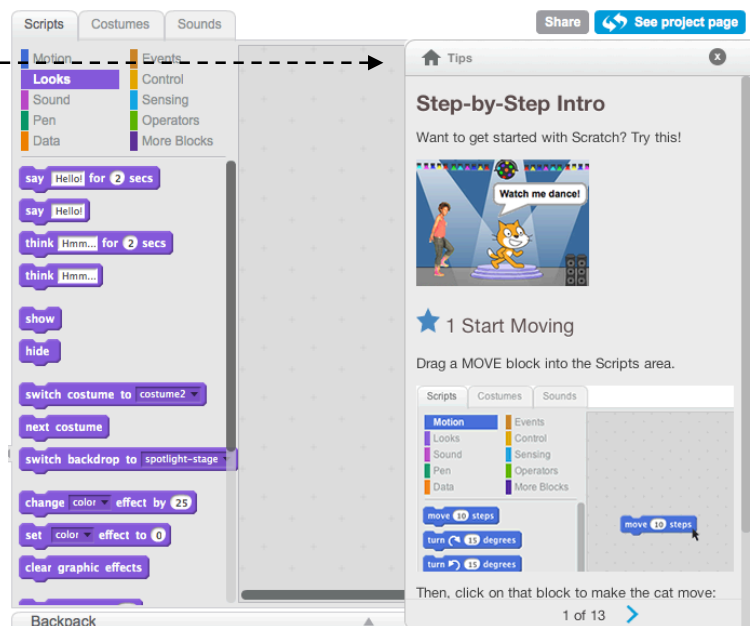 Scripts Costumes Sounds
Share See project page
Motion Events
Looks Control
Sound Sensing
Pen Operators
Data More Blocks
say Hello! for 2 secs
say Hello!
think Hmm... for 2 secs
think Hmm...
show
hide
switch costume to costume2
next costume
switch backdrop to spotlight-stage
change color effect by 25
set color effect to 0
clear graphic effects
Backpack
Tips
Step-by-Step Intro
Want to get started with Scratch? Try this!
Watch me dance!
1 Start Moving
Drag a MOVE block into the Scripts area.
Scripts Costumes Sounds
Motion Events
Looks Control
Sound Sensing
Pen Operators
Data More Blocks
move 10 steps
turn 15 degrees
turn 15 degrees
move 10 steps
Then, click on that block to make the cat move:
1 of 13